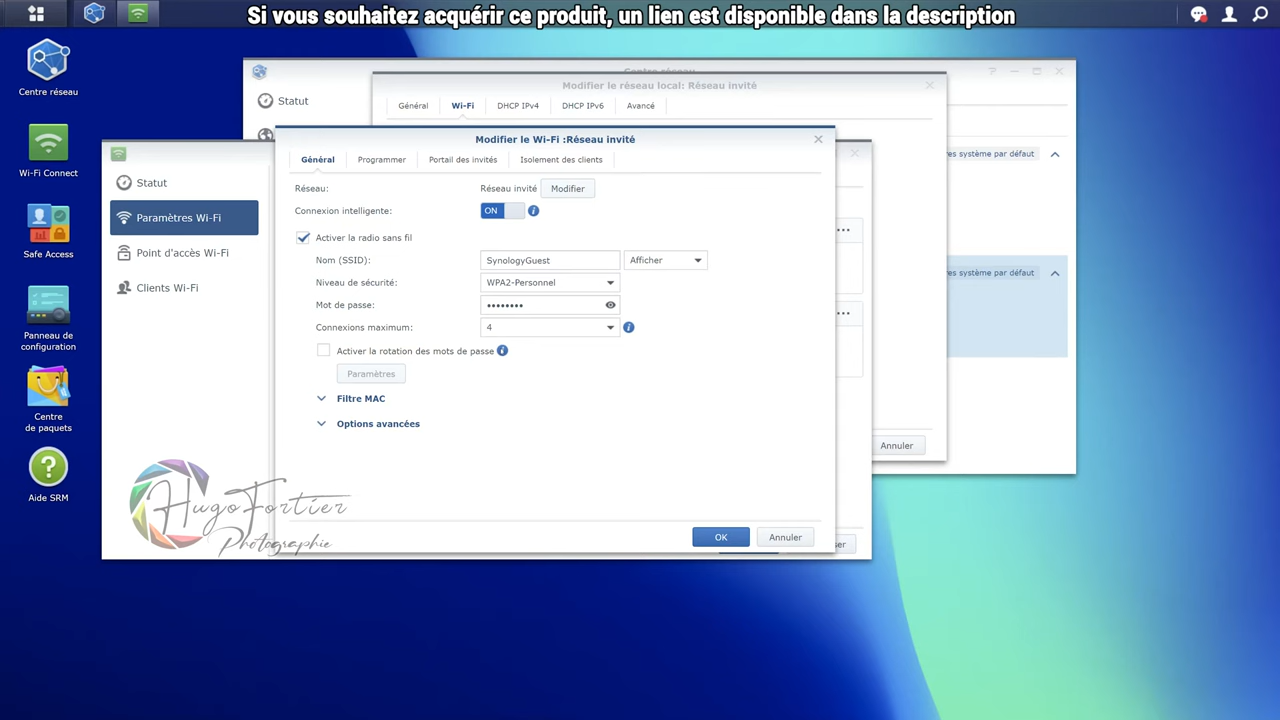 Si vous souhaitez acquérir ce produit, un lien est disponible dans la description
Centre réseau
Wi-Fi Connect
Safe Access
Panneau de
configuration
Centre
de paquets
Aide SRM
Centre réseau
Statut
Modifier le réseau local: Réseau invité
Général Wi-Fi DHCP IPv4 DHCP IPv6 Avancé
es système par défaut
es système par défaut
Annuler
Statut
Paramètres Wi-Fi
Point d'accès Wi-Fi
Clients Wi-Fi
Modifier le Wi-Fi :Réseau invité
Général Programmer Portail des invités Isolement des clients
Réseau: Réseau invité Modifier
Connexion intelligente: ON
Activer la radio sans fil
Nom (SSID): SynologyGuest Afficher
Niveau de sécurité: WPA2-Personnel
Mot de passe: ••••••••
Connexions maximum: 4
Activer la rotation des mots de passe
Paramètres
Filtre MAC
Options avancées
OK Annuler
HugoFortier
Photographie